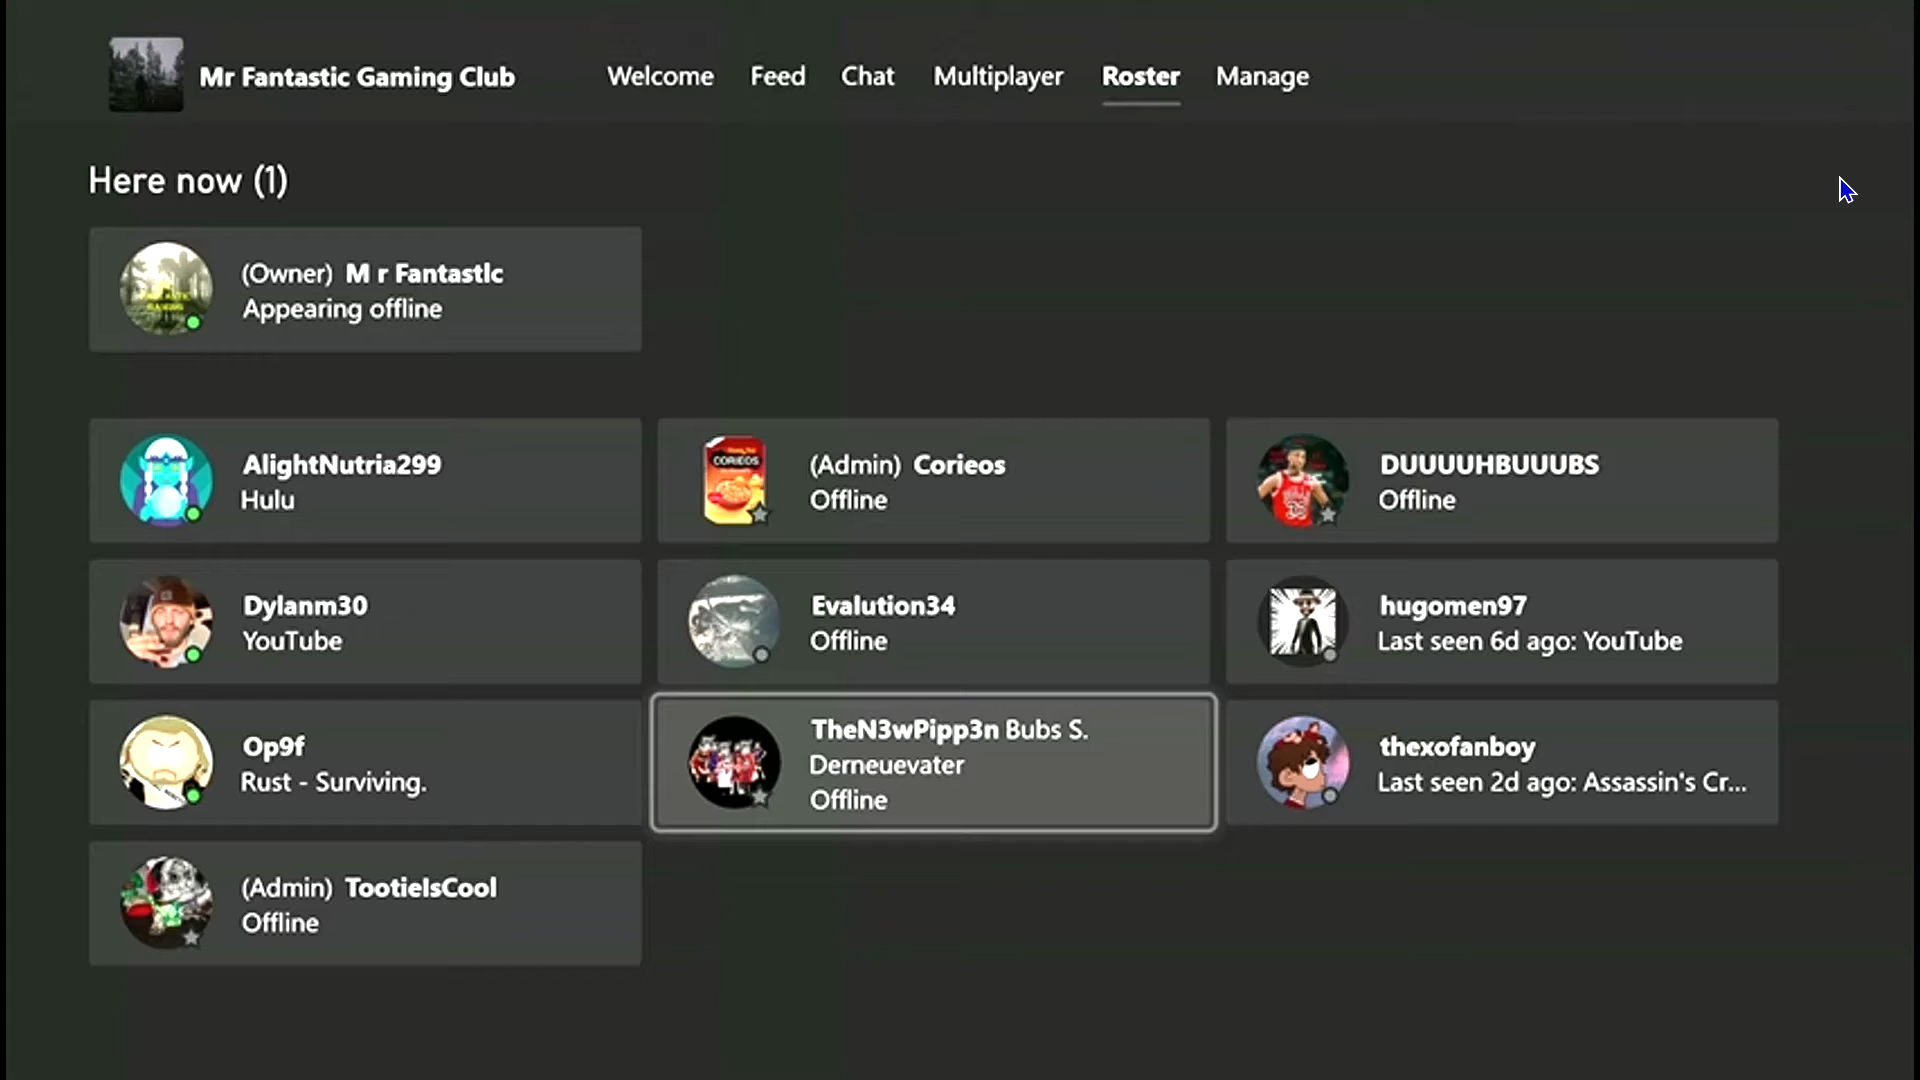 Mr Fantastic Gaming Club
Welcome Feed Chat Multiplayer Roster Manage
Here now (1)
(Owner) M r Fantastlc
Appearing offline
AlightNutria299
Hulu
(Admin) Corieos
Offline
CORIEOS
DUUUUHBUUUBS
Offline
Dylanm30
YouTube
Evalution34
Offline
hugomen97
Last seen 6d ago: YouTube
Op9f
Rust - Surviving.
TheN3wPipp3n Bubs S.
Derneuevater
Offline
thexofanboy
Last seen 2d ago: Assassin's Cr...
(Admin) TootieIsCool
Offline